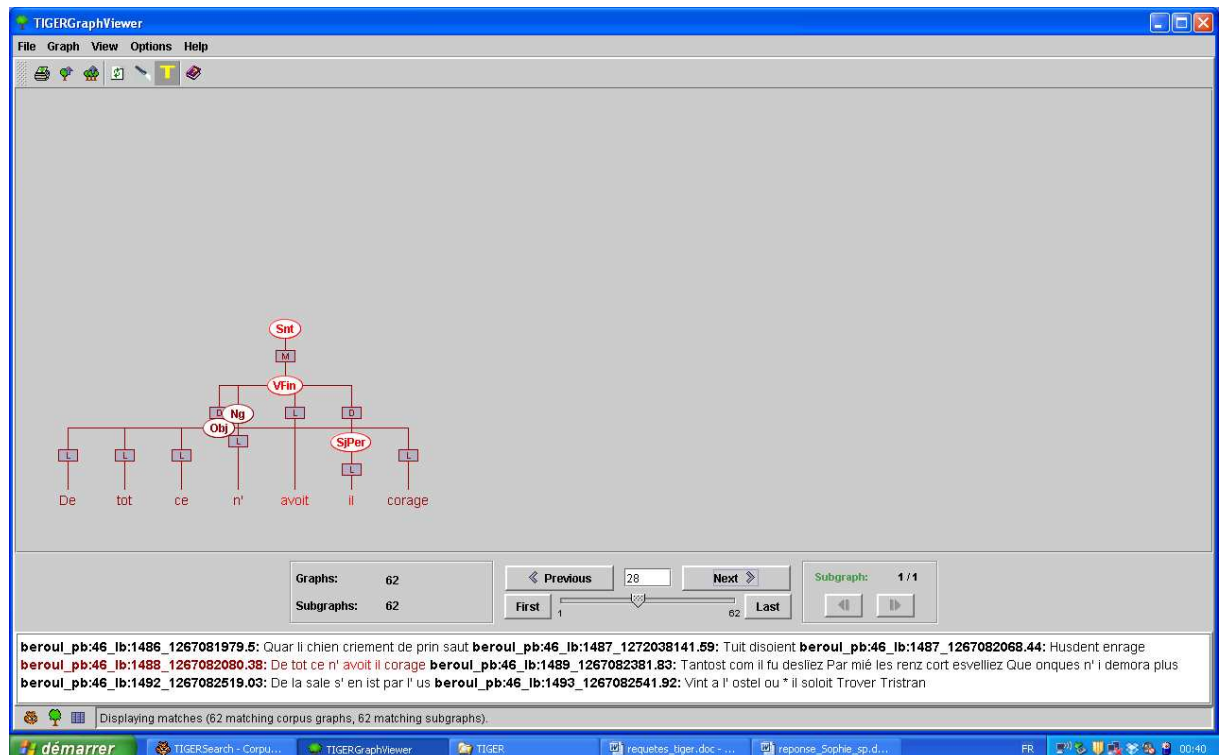 TIGERGraphViewer
File Graph View Options Help
T
Snt
M
VFin
D Ng L D
Obj
L
SjPer
L L L L
L
De tot ce n' avoit il corage
Graphs: 62
Subgraphs: 62
Previous 28 Next
First 1 62 Last
Subgraph: 1 / 1
beroul_pb:46_lb:1486_1267081979.5: Quar li chien criement de prin saut beroul_pb:46_lb:1487_1272038141.59: Tuit disoient beroul_pb:46_lb:1487_1267082068.44: Husdent enrage
beroul_pb:46_lb:1488_1267082080.38: De tot ce n' avoit il corage beroul_pb:46_lb:1489_1267082381.83: Tantost com il fu desliez Par mié les renz cort esvelliez Que onques n' i demora plus
beroul_pb:46_lb:1492_1267082519.03: De la sale s' en ist par l' us beroul_pb:46_lb:1493_1267082541.92: Vint a l' ostel ou * il soloit Trover Tristran
Displaying matches (62 matching corpus graphs, 62 matching subgraphs).
démarrer TIGERSearch - Corpu... TIGERGraphViewer TIGER requetes_tiger.doc - ... reponse_Sophie_sp.d... FR 00:40